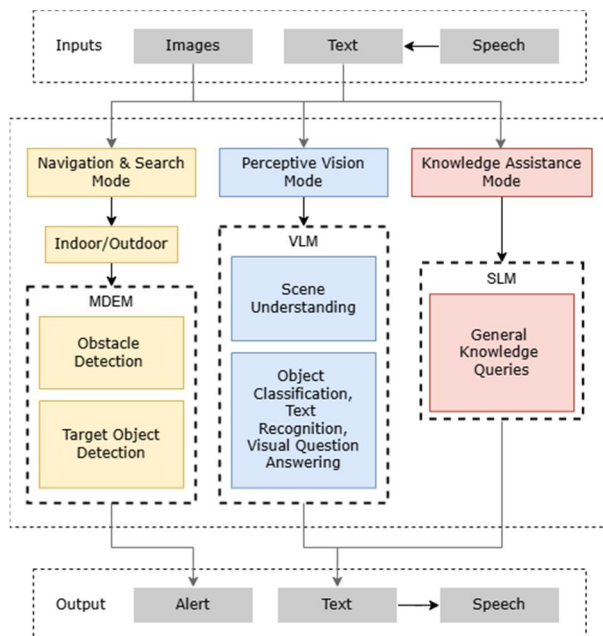 Inputs
Images
Text
Speech
Navigation & Search
Mode
Perceptive Vision
Mode
Knowledge Assistance
Mode
Indoor/Outdoor
MDEM
Obstacle
Detection
Target Object
Detection
VLM
Scene
Understanding
Object
Classification,
Text
Recognition,
Visual Question
Answering
SLM
General
Knowledge
Queries
Output
Alert
Text
Speech